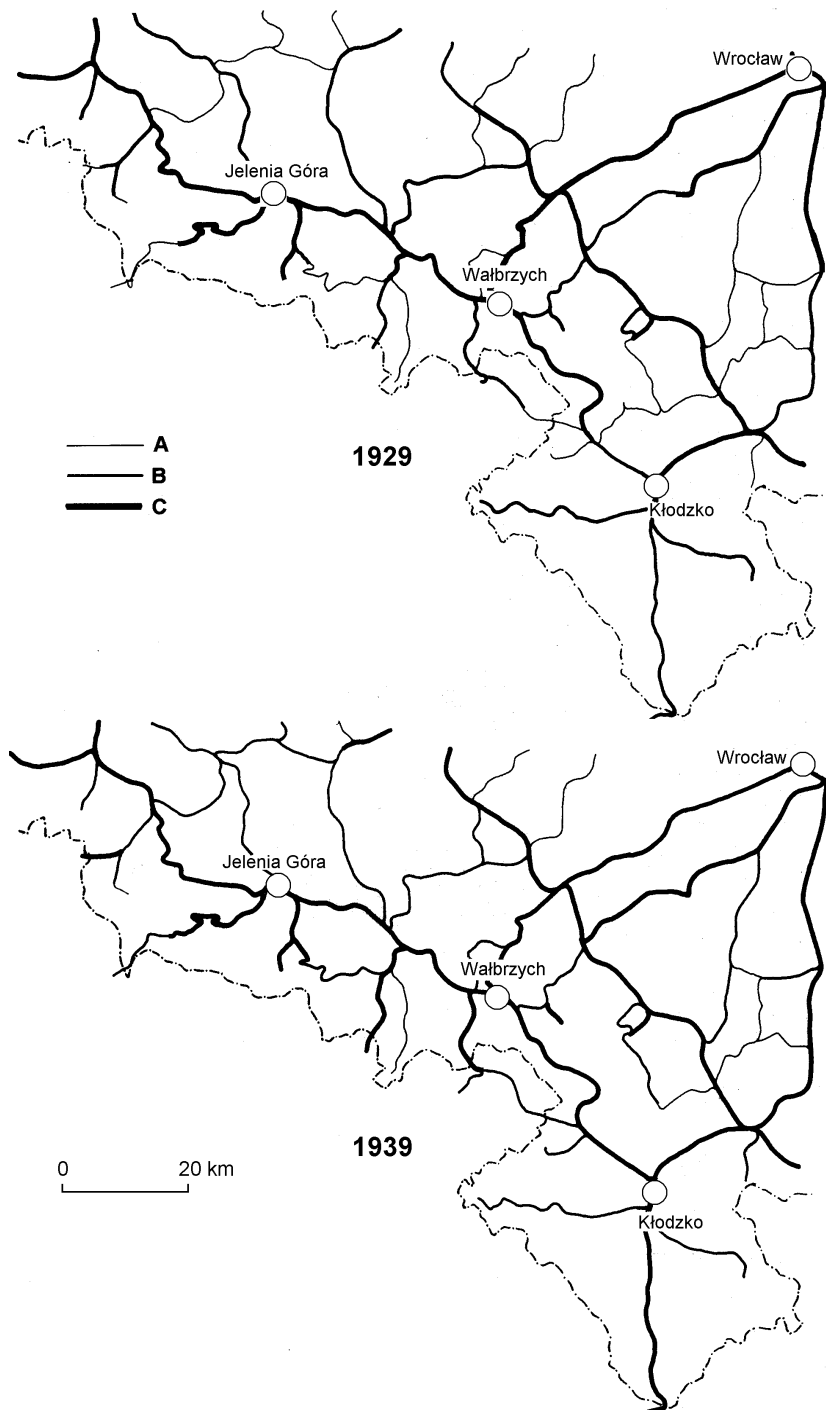 Wrocław
Jelenia Góra
Wałbrzych
A
B
C
1929
Kłodzko
Wrocław
Jelenia Góra
Wałbrzych
1939
0 20 km
Kłodzko